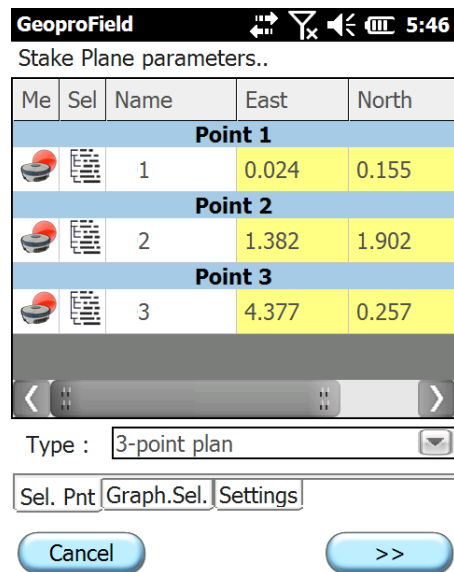 GeoproField 5:46
Stake Plane parameters..
Me Sel Name East North
Point 1
1 0.024 0.155
Point 2
2 1.382 1.902
Point 3
3 4.377 0.257
Type : 3-point plan
Sel. Pnt Graph.Sel. Settings
Cancel >>